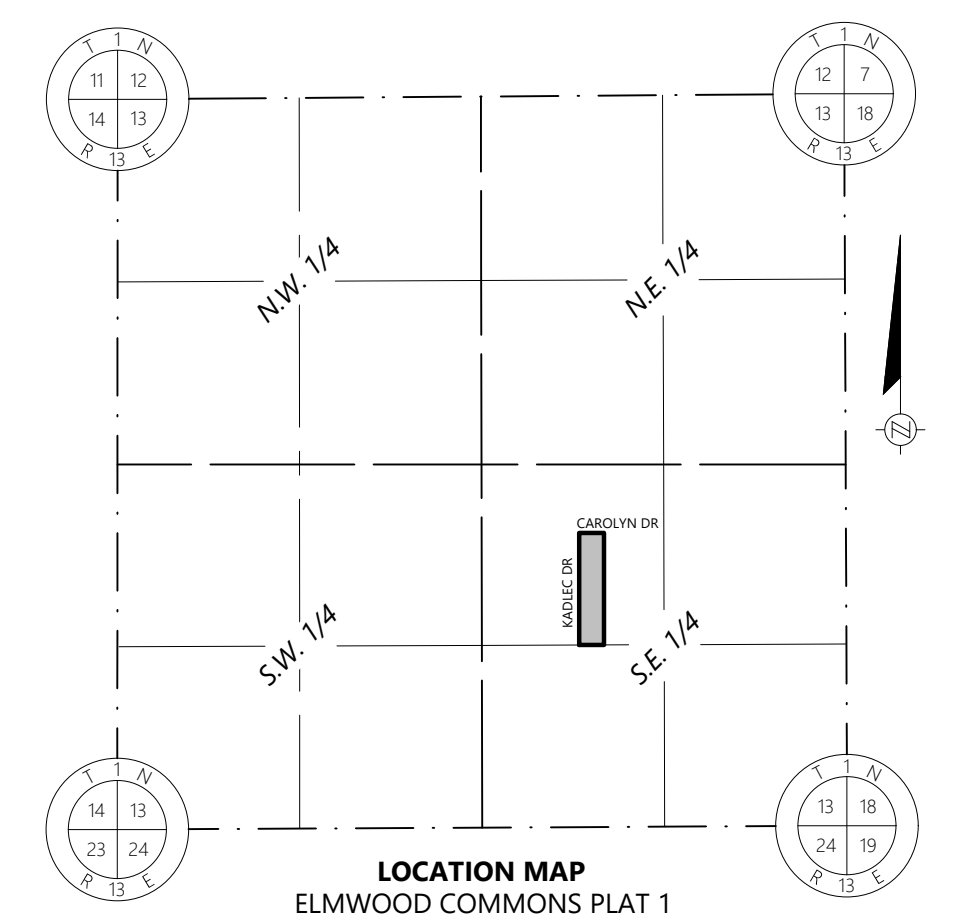 T 1 N
11 12
14 13
R 13 E
T 1 N
12 7
13 18
R 13 E
N.W. 1/4
N.E. 1/4
N
CAROLYN DR
KADLEC DR
S.W. 1/4
S.E. 1/4
T 1 N
14 13
23 24
R 13 E
T 1 N
13 18
24 19
R 13 E
LOCATION MAP
ELMWOOD COMMONS PLAT 1